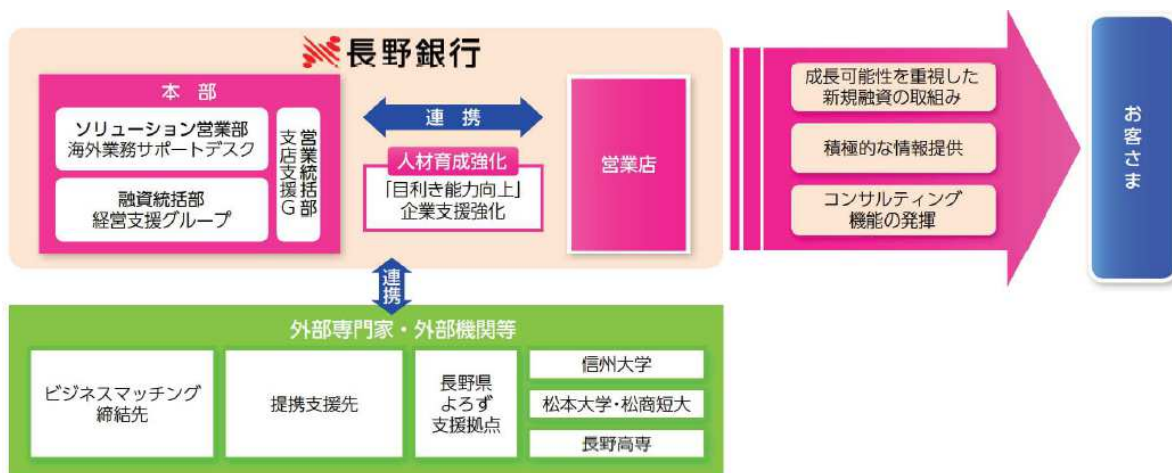 長野銀行
本部
ソリューション営業部
海外業務サポートデスク
融資統括部
経営支援グループ
営業統括部
支店支援G
連携
人材育成強化
「目利き能力向上」
企業支援強化
営業店
成長可能性を重視した
新規融資の取組み
積極的な情報提供
コンサルティング
機能の発揮
お客さま
連携
外部専門家・外部機関等
ビジネスマッチング
締結先
提携支援先
長野県
よろず
支援拠点
信州大学
松本大学・松商短大
長野高専